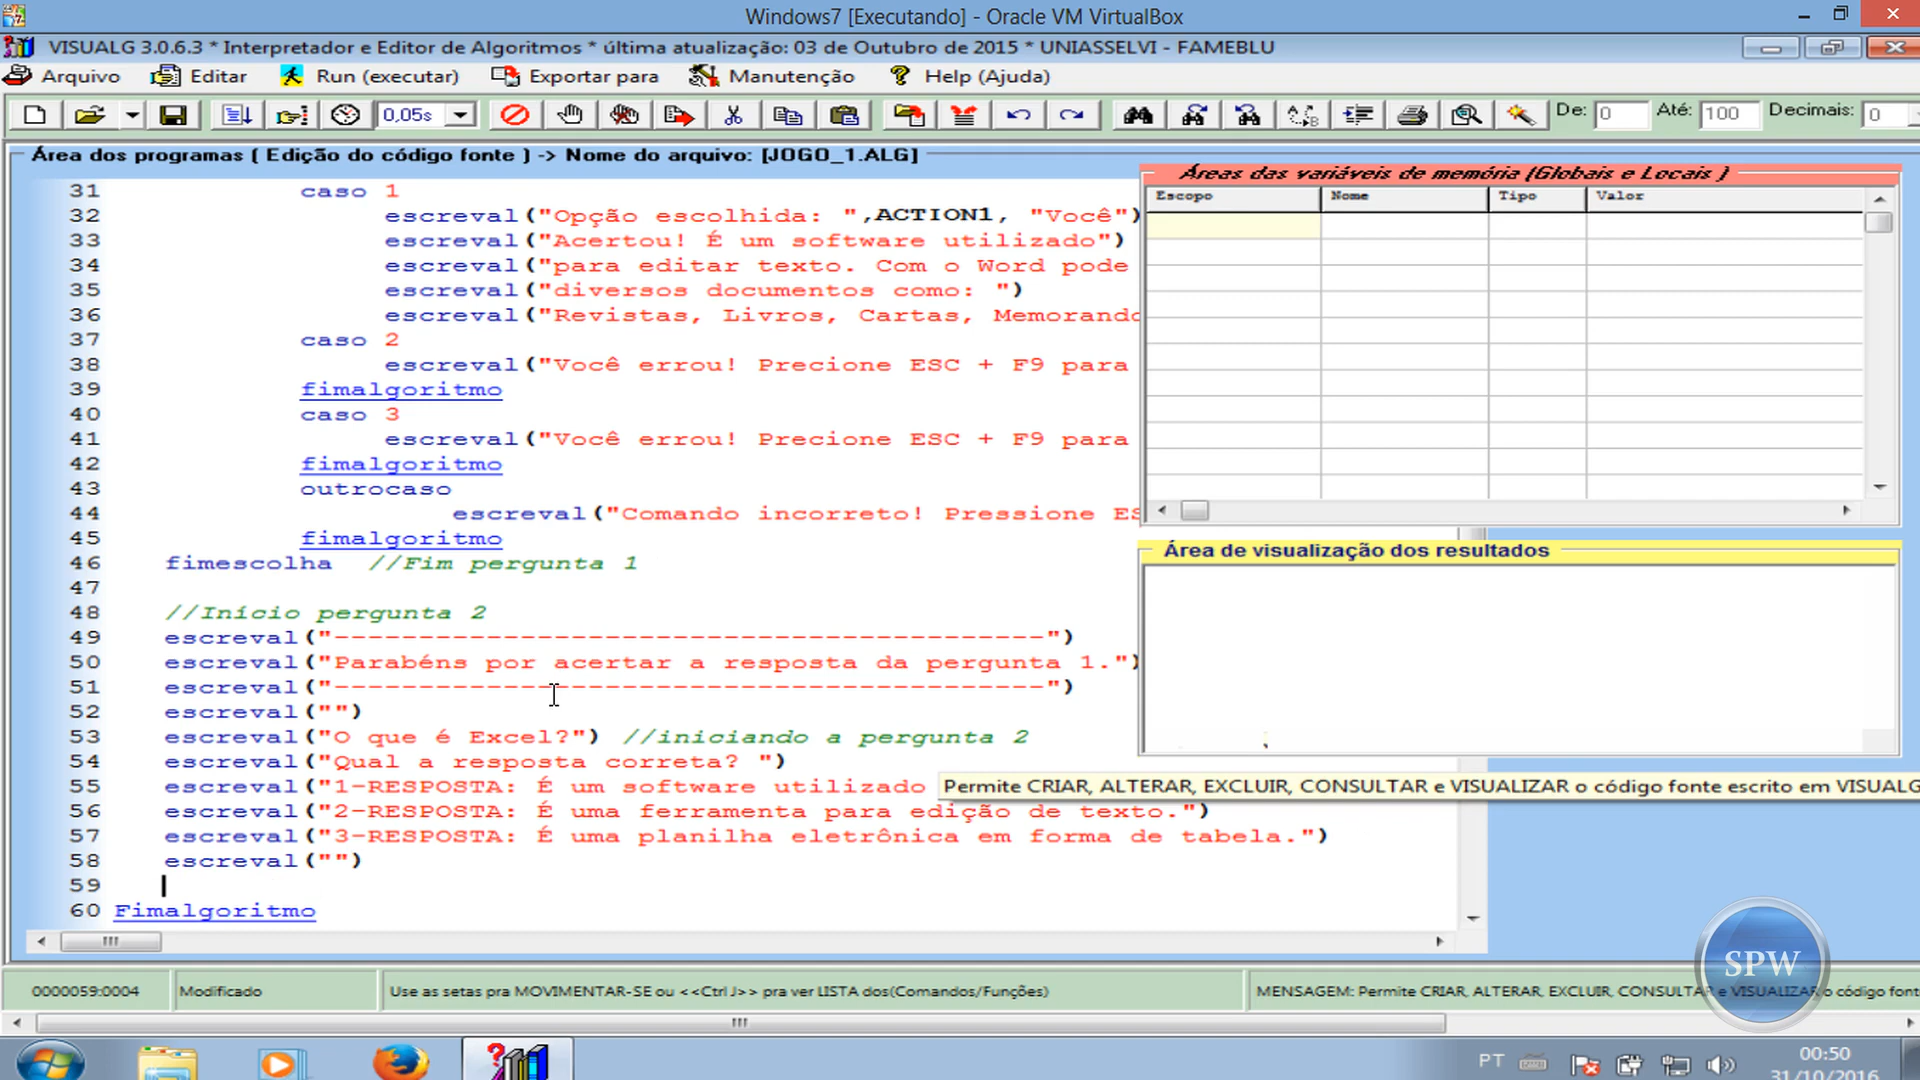 Windows7 [Executando] - Oracle VM VirtualBox
VISUALG 3.0.6.3 * Interpretador e Editor de Algoritmos * última atualização: 03 de Outubro de 2015 * UNIASSELVI - FAMEBLU
Arquivo Editar Run (executar) Exportar para Manutenção Help (Ajuda)
0,05s De: 0 Até: 100 Decimais: 0
Área dos programas ( Edição do código fonte ) -> Nome do arquivo: [JOGO_1.ALG]
Áreas das variáveis de memória (Globais e Locais )
Escopo Nome Tipo Valor
31 caso 1
32 escreval("Opção escolhida: ",ACTION1, "Você")
33 escreval("Acertou! É um software utilizado")
34 escreval("para editar texto. Com o Word pode
35 escreval("diversos documentos como: ")
36 escreval("Revistas, Livros, Cartas, Memorando
37 caso 2
38 escreval("Você errou! Precione ESC + F9 para
39 fimalgoritmo
40 caso 3
41 escreval("Você errou! Precione ESC + F9 para
42 fimalgoritmo
43 outrocaso
44 escreval("Comando incorreto! Pressione ES
45 fimalgoritmo
46 fimescolha //Fim pergunta 1
47
48 //Início pergunta 2
49 escreval("------------------------------------------")
50 escreval("Parabéns por acertar a resposta da pergunta 1.")
51 escreval("------------------------------------------")
52 escreval("")
53 escreval("O que é Excel?") //iniciando a pergunta 2
54 escreval("Qual a resposta correta? ")
55 escreval("1-RESPOSTA: É um software utilizado
56 escreval("2-RESPOSTA: É uma ferramenta para edição de texto.")
57 escreval("3-RESPOSTA: É uma planilha eletrônica em forma de tabela.")
58 escreval("")
59
60 Fimalgoritmo
Área de visualização dos resultados
Permite CRIAR, ALTERAR, EXCLUIR, CONSULTAR e VISUALIZAR o código fonte escrito em VISUALG
SPW
0000059:0004 Modificado Use as setas pra MOVIMENTAR-SE ou <<Ctrl J>> pra ver LISTA dos(Comandos/Funções) MENSAGEM: Permite CRIAR, ALTERAR, EXCLUIR, CONSULTAR e VISUALIZAR o código font
PT 00:50
31/10/2016